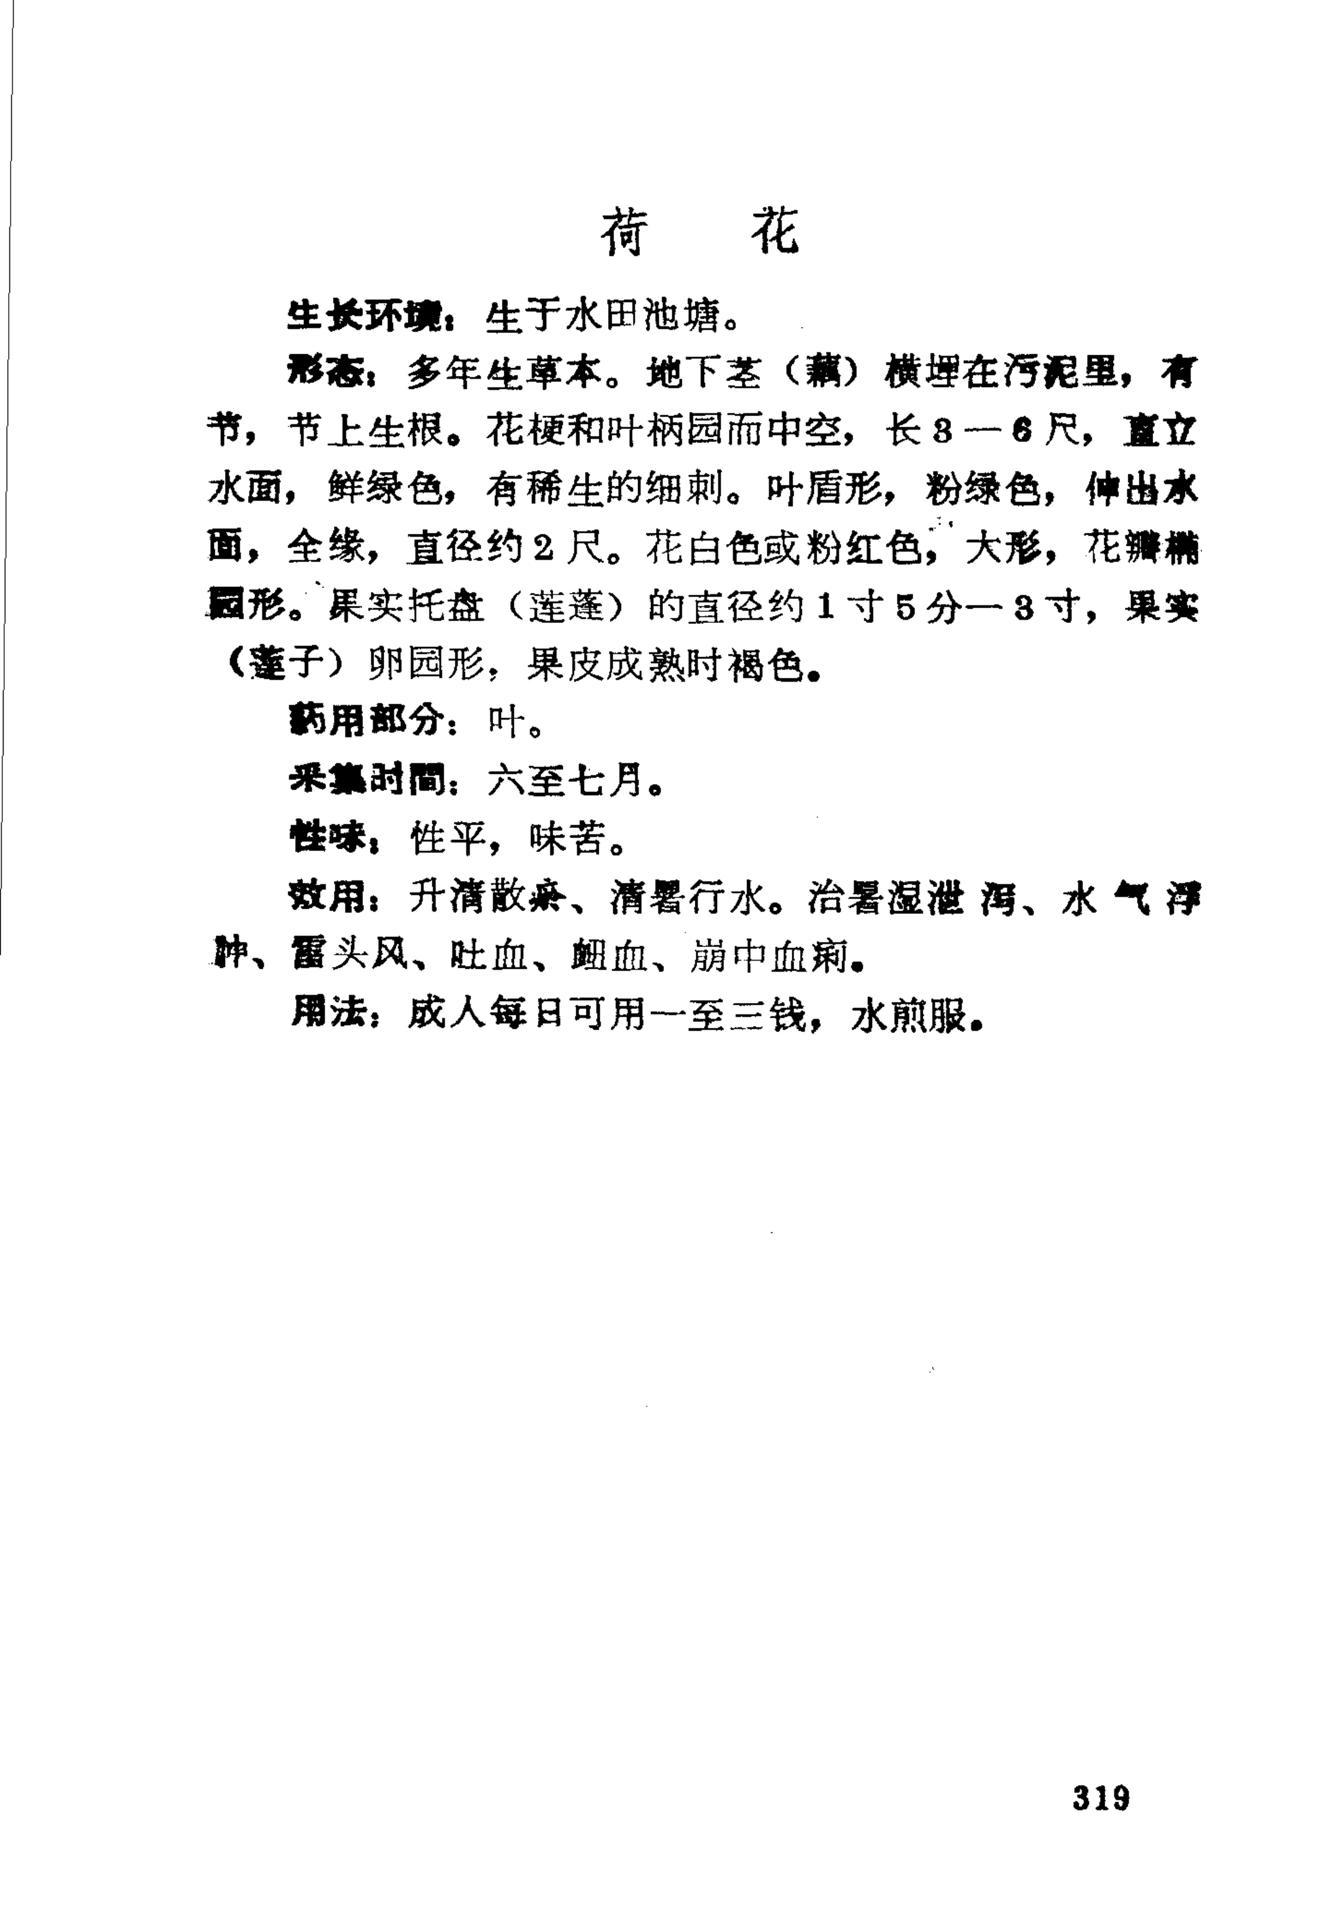 荷 花
生长环境：生于水田池塘。
形态：多年生草本。地下茎（藕）横埋在污泥里，有
节，节上生根。花梗和叶柄园而中空，长3—6尺，直立
水面，鲜绿色，有稀生的细刺。叶盾形，粉绿色，伸出水
面，全缘，直径约2尺。花白色或粉红色，大形，花瓣椭
园形。果实托盘（莲蓬）的直径约1寸5分—3寸，果实
（莲子）卵园形，果皮成熟时褐色。
药用部分：叶。
采集时间：六至七月。
性味：性平，味苦。
效用：升清散瘀、清暑行水。治暑湿泄泻、水气浮
肿、雷头风、吐血、衄血、崩中血痢。
用法：成人每日可用一至三钱，水煎服。
319